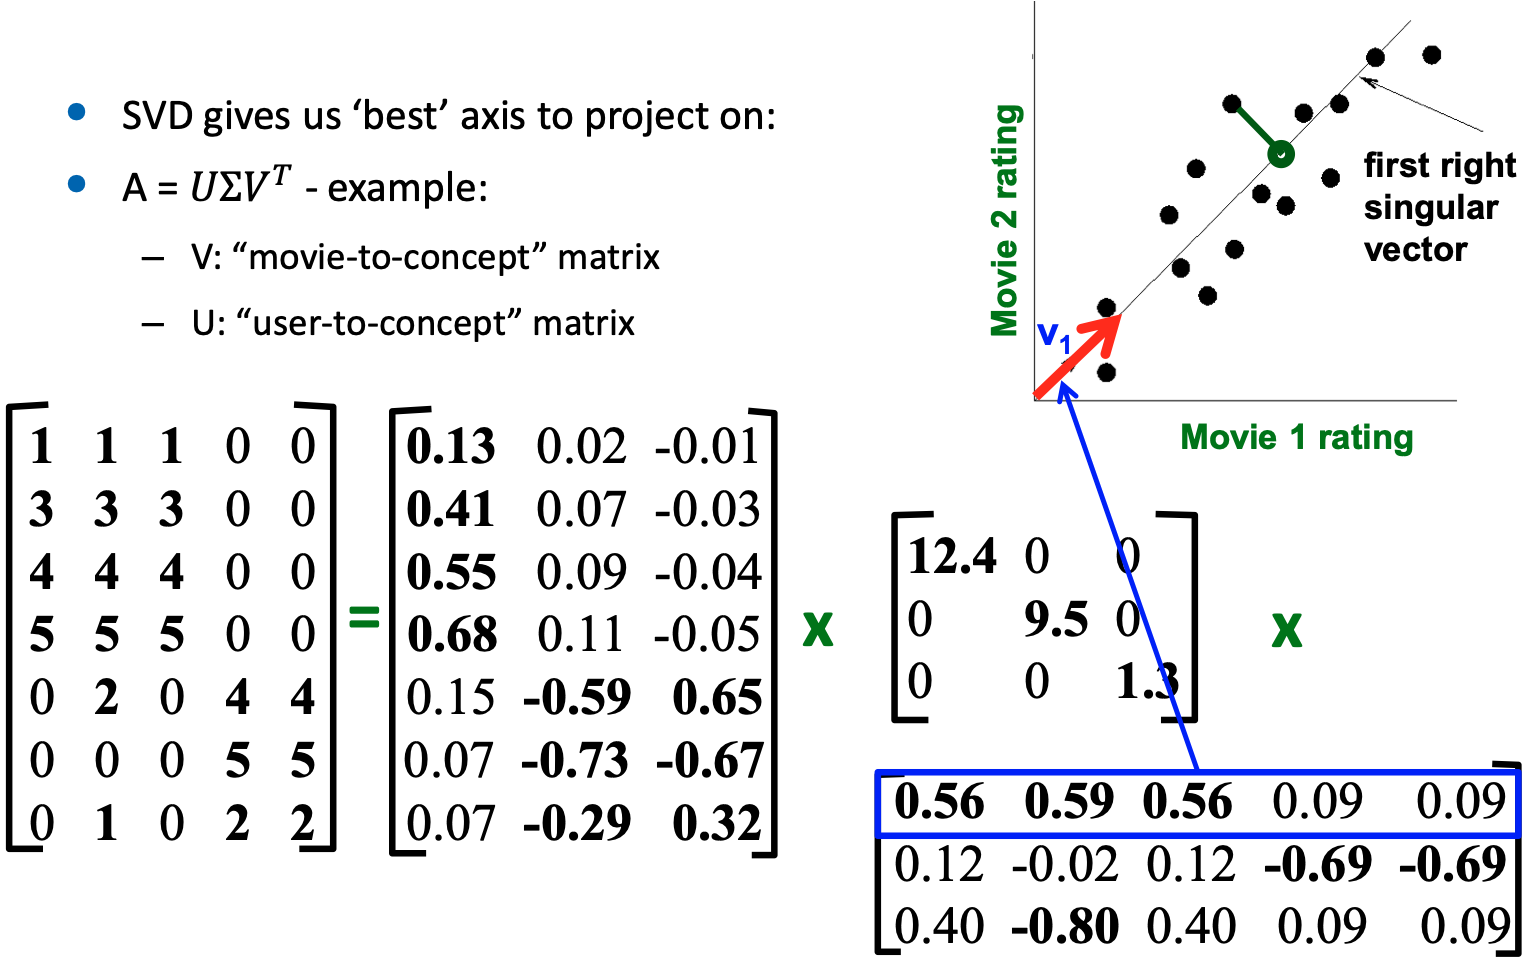 • SVD gives us ‘best’ axis to project on:
• A = 𝑈Σ𝑉ᵀ - example:
– V: “movie-to-concept” matrix
– U: “user-to-concept” matrix
Movie 2 rating
first right
singular
vector
v₁
Movie 1 rating
1 1 1 0 0
3 3 3 0 0
4 4 4 0 0
5 5 5 0 0
0 2 0 4 4
0 0 0 5 5
0 1 0 2 2
=
0.13 0.02 -0.01
0.41 0.07 -0.03
0.55 0.09 -0.04
0.68 0.11 -0.05
0.15 -0.59 0.65
0.07 -0.73 -0.67
0.07 -0.29 0.32
x
12.4 0 0
0 9.5 0
0 0 1.3
x
0.56 0.59 0.56 0.09 0.09
0.12 -0.02 0.12 -0.69 -0.69
0.40 -0.80 0.40 0.09 0.09